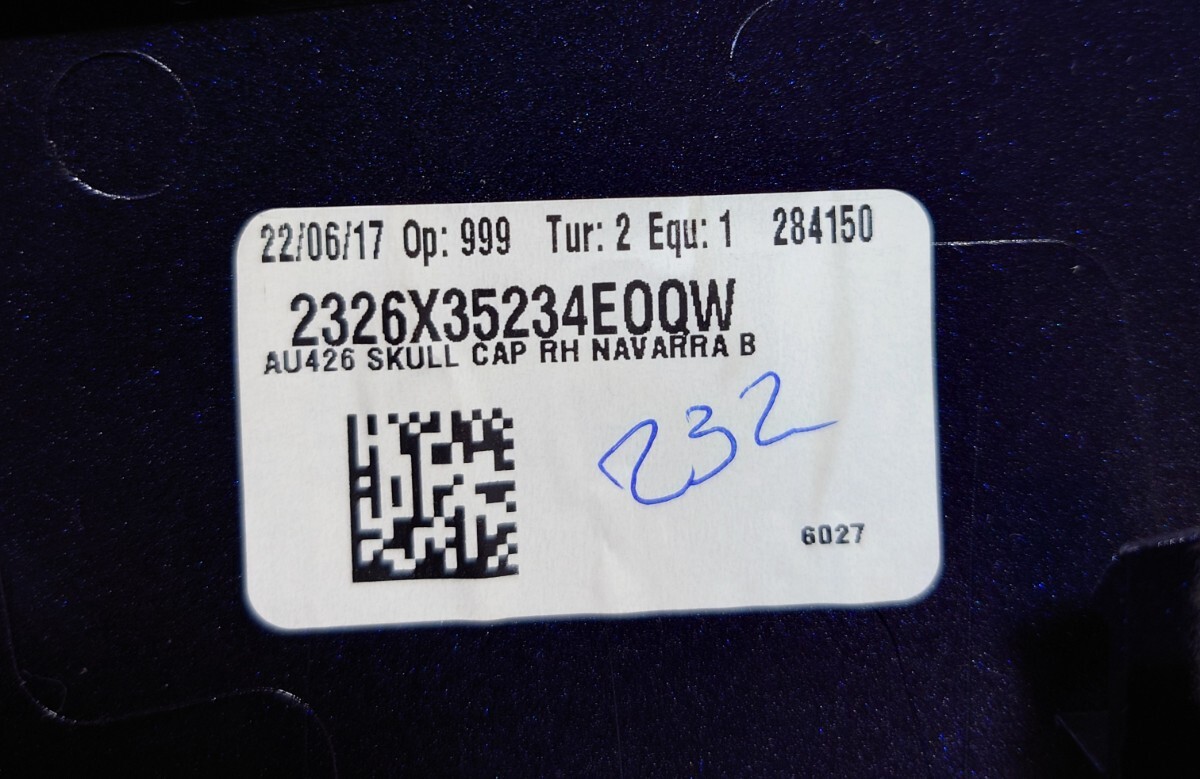 22/06/17 Op: 999 Tur: 2 Equ: 1 284150
2326X35234E0QW
AU426 SKULL CAP RH NAVARRA B
232
6027